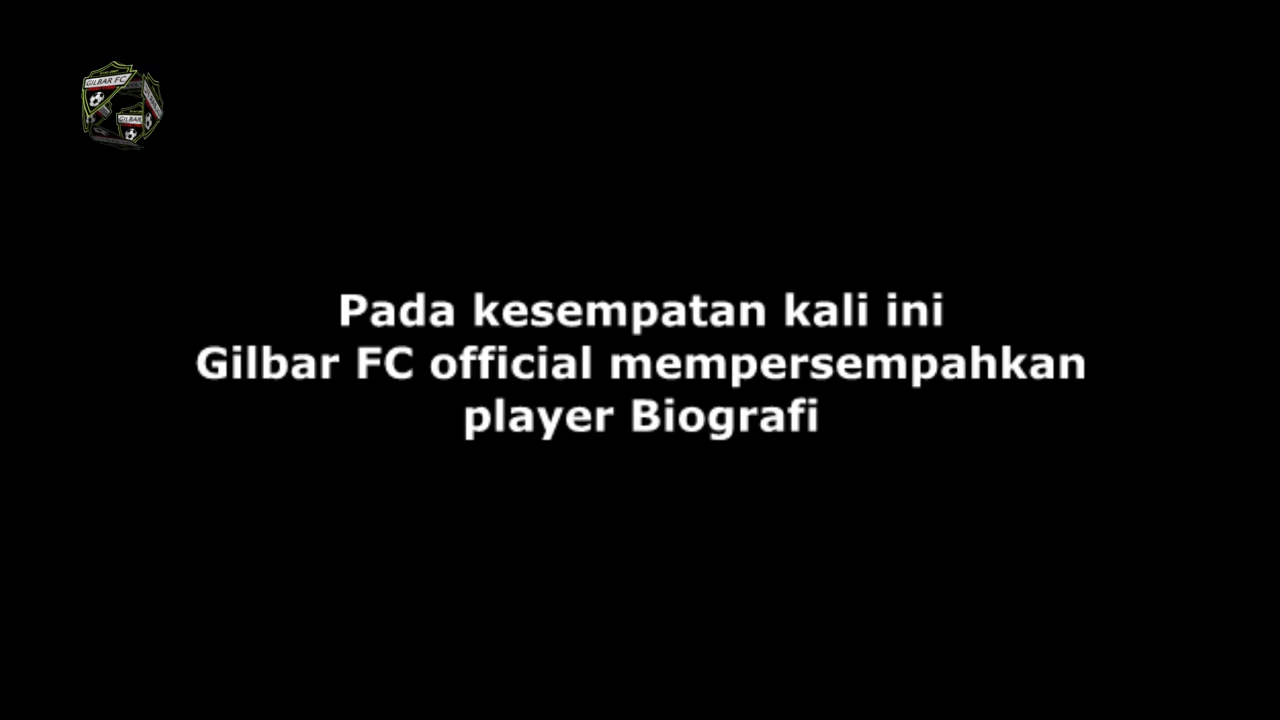 GILBAR FC
GILBAR
Pada kesempatan kali ini
Gilbar FC official mempersempahkan
player Biografi